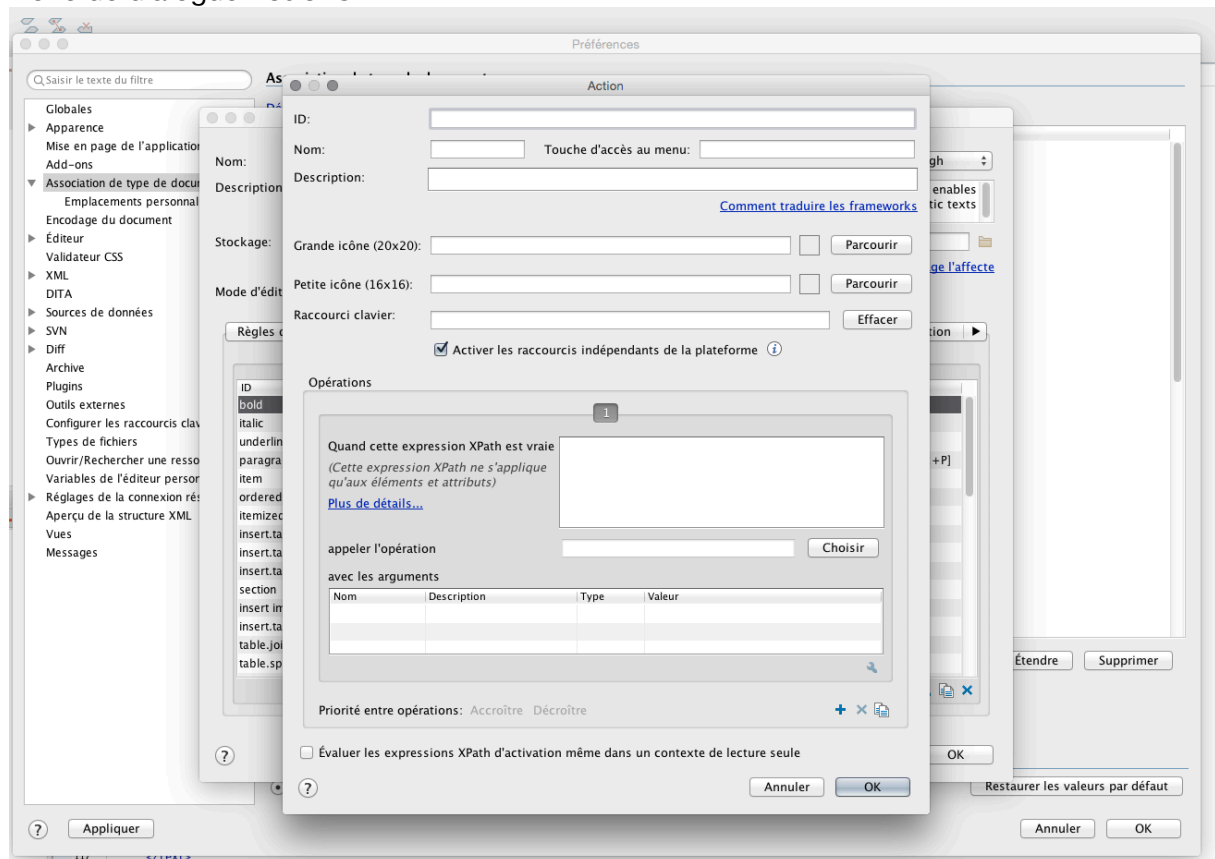 Préférences
Saisir le texte du filtre
Globales
Apparence
Mise en page de l'application
Add-ons
Association de type de docu
Emplacements personnal
Encodage du document
Éditeur
Validateur CSS
XML
DITA
Sources de données
SVN
Diff
Archive
Plugins
Outils externes
Configurer les raccourcis clav
Types de fichiers
Ouvrir/Rechercher une resso
Variables de l'éditeur person
Réglages de la connexion rés
Aperçu de la structure XML
Vues
Messages
Étendre Supprimer
Restaurer les valeurs par défaut
Appliquer
Annuler OK
Nom:
Description
enables
tic texts
Stockage:
ge l'affecte
Mode d'édit
Règles
tion
ID
bold
italic
underlin
paragra
+P]
item
ordered
itemized
insert.ta
insert.ta
insert.ta
section
insert im
insert.ta
table.joi
table.sp
OK
Action
ID:
Nom: Touche d'accès au menu:
Description:
Comment traduire les frameworks
Grande icône (20x20): Parcourir
Petite icône (16x16): Parcourir
Raccourci clavier: Effacer
Activer les raccourcis indépendants de la plateforme
Opérations
1
Quand cette expression XPath est vraie
(Cette expression XPath ne s'applique
qu'aux éléments et attributs)
Plus de détails...
appeler l'opération Choisir
avec les arguments
Nom Description Type Valeur
Priorité entre opérations: Accroître Décroître
Évaluer les expressions XPath d'activation même dans un contexte de lecture seule
Annuler OK